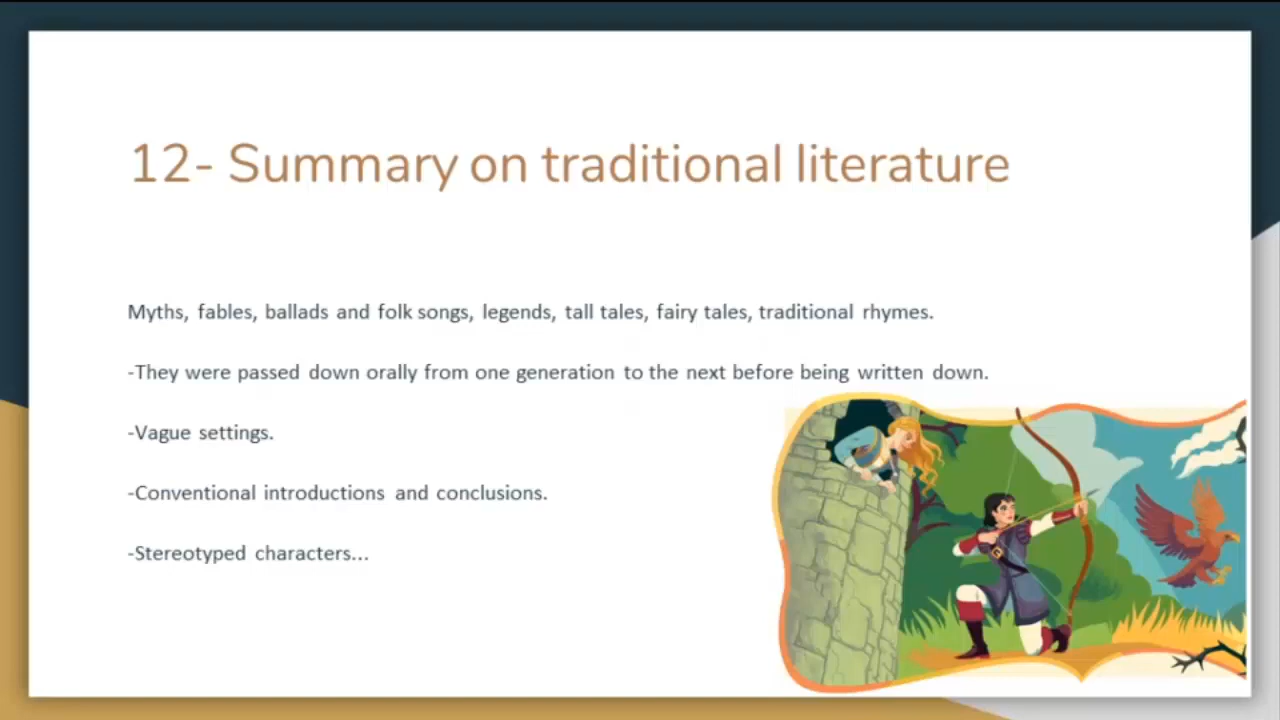 12- Summary on traditional literature
Myths, fables, ballads and folk songs, legends, tall tales, fairy tales, traditional rhymes.
-They were passed down orally from one generation to the next before being written down.
-Vague settings.
-Conventional introductions and conclusions.
-Stereotyped characters...